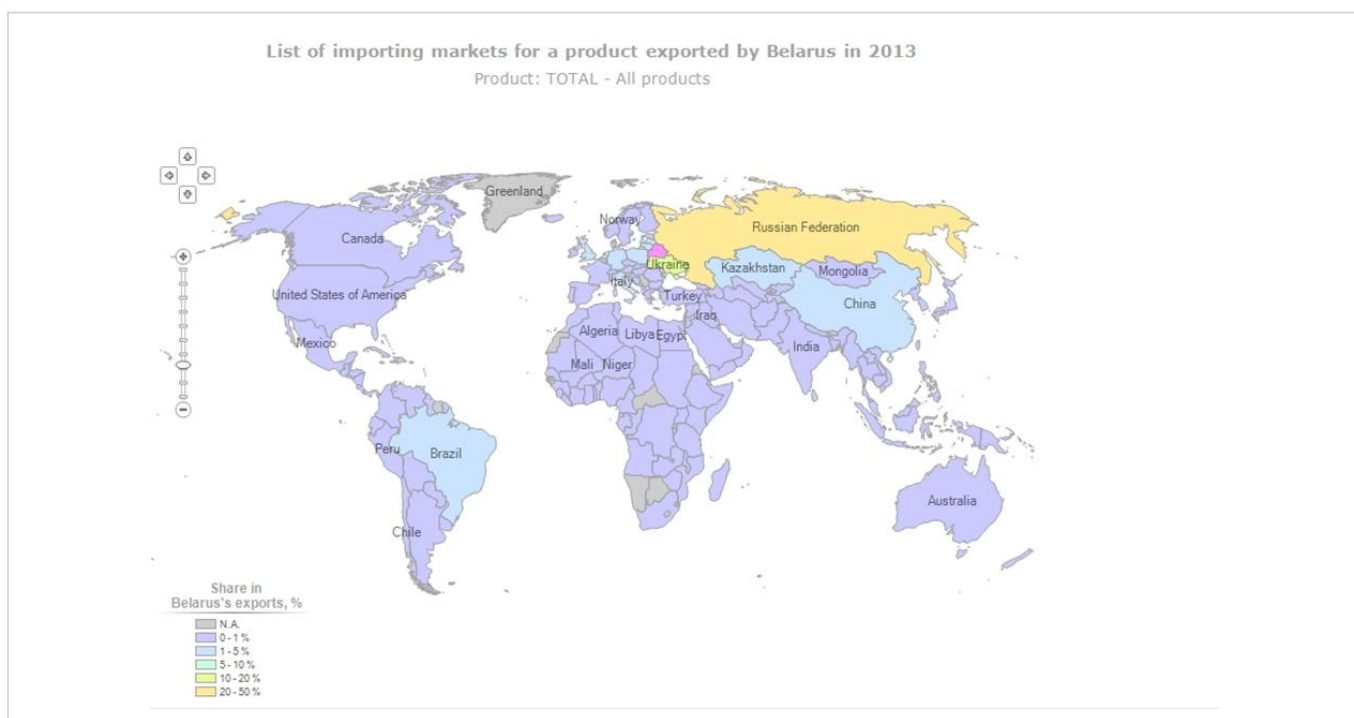 List of importing markets for a product exported by Belarus in 2013
Product: TOTAL - All products
Greenland
Norway
Russian Federation
Canada
Ukraine
Kazakhstan
Mongolia
Italy
United States of America
Turkey
China
Iraq
Mexico
Algeria
Libya
Egypt
India
Mali
Niger
Peru
Brazil
Australia
Chile
Share in
Belarus's exports, %
N.A.
0 - 1 %
1 - 5 %
5 - 10 %
10 - 20 %
20 - 50 %